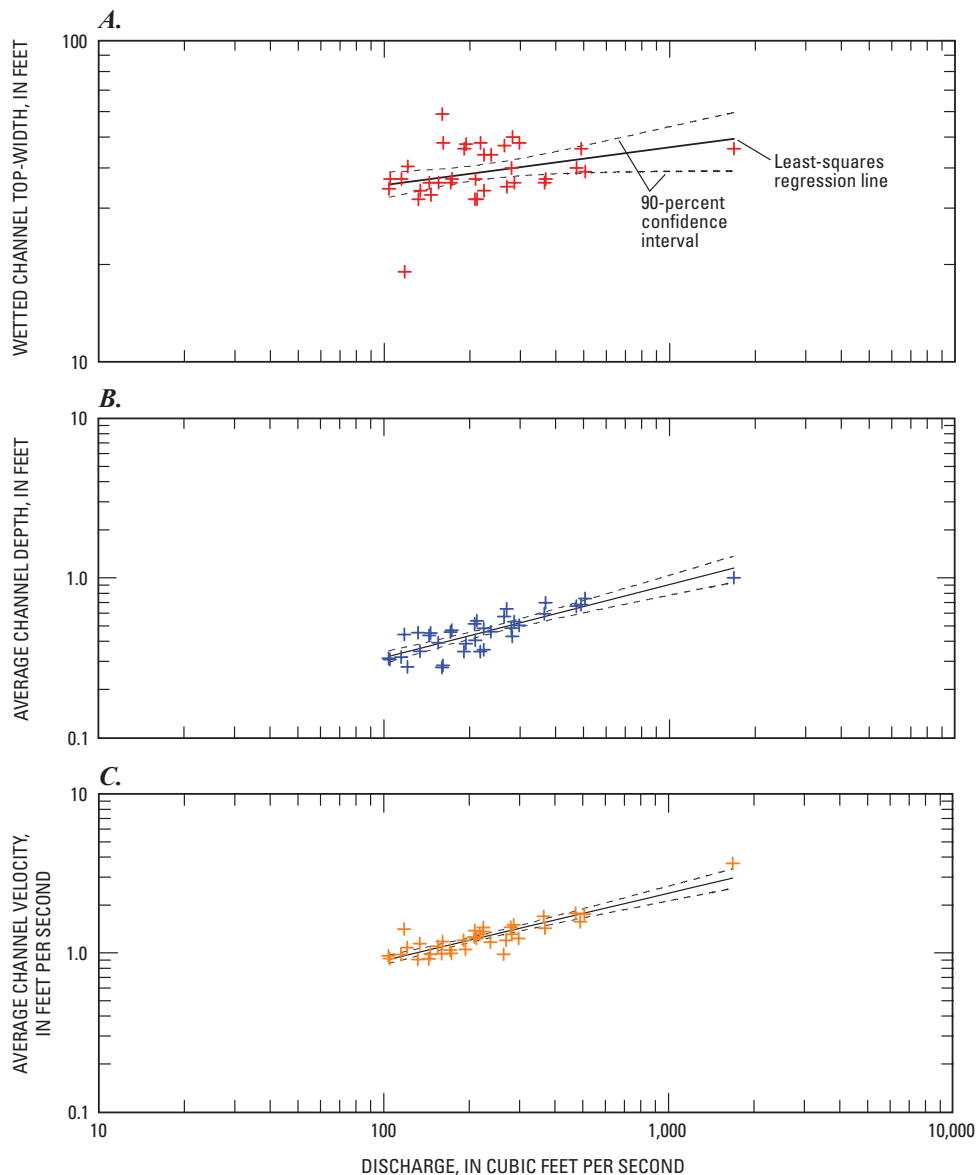 A.
WETTED CHANNEL TOP-WIDTH, IN FEET
100
10
Least-squares
regression line
90-percent
confidence
interval
B.
AVERAGE CHANNEL DEPTH, IN FEET
10
1.0
0.1
C.
AVERAGE CHANNEL VELOCITY,
IN FEET PER SECOND
10
1.0
0.1
10
100
1,000
10,000
DISCHARGE, IN CUBIC FEET PER SECOND